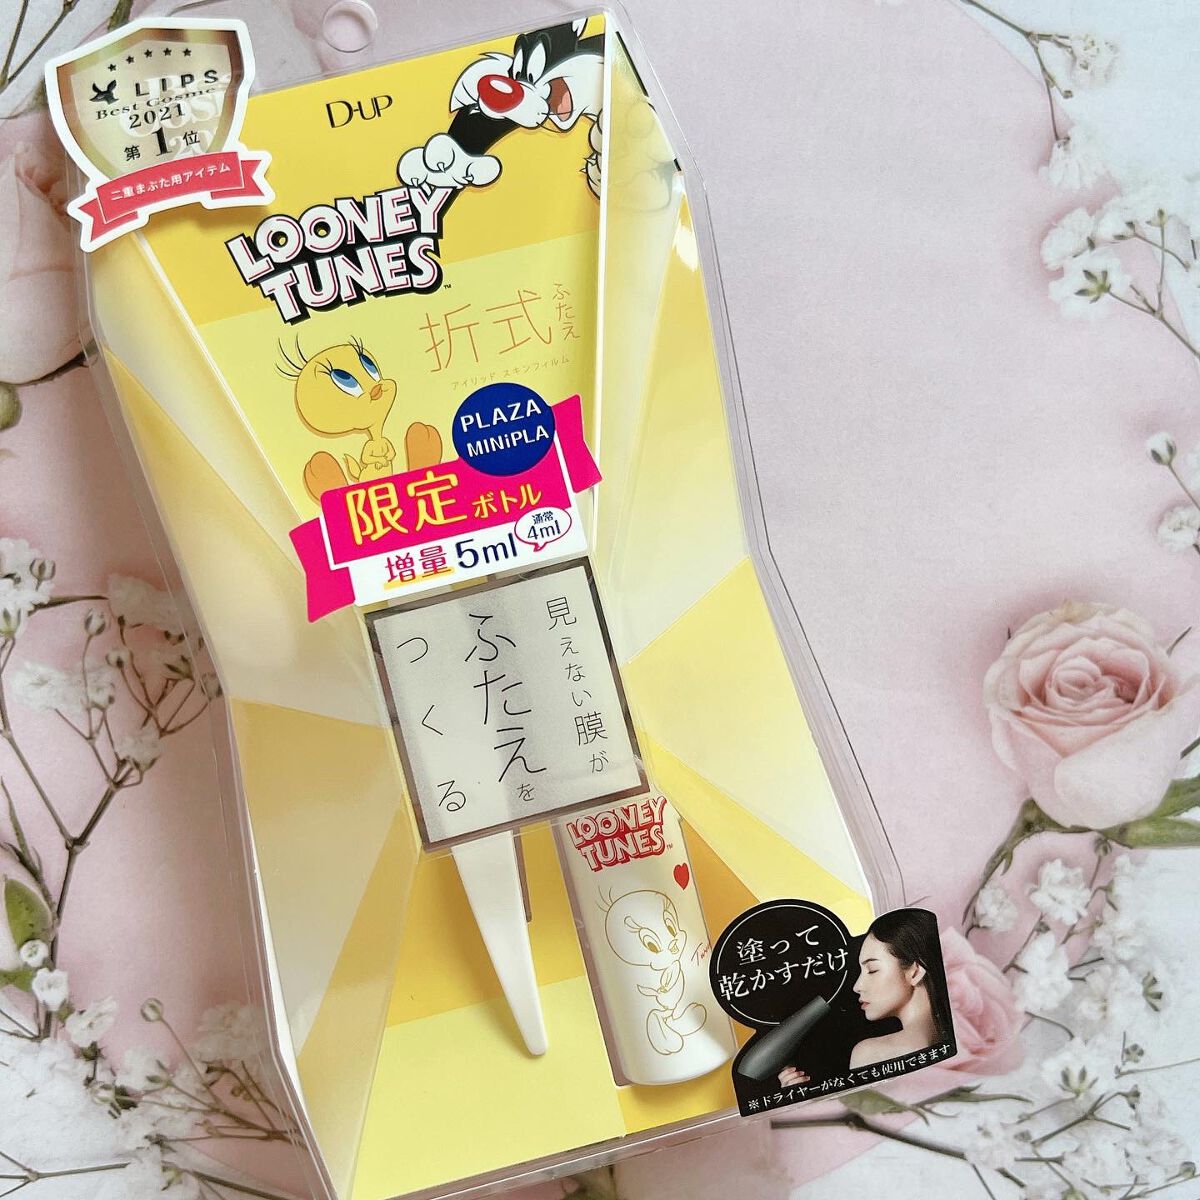 LIPS
Best Cosme
2021
第1位
二重まぶた用アイテム
D-UP
LOONEY
TUNES™
折式
ふたえ
アイリッド スキンフィルム
PLAZA
MINiPLA
限定ボトル
増量5ml
通常
4ml
見えない膜が
ふたえを
つくる
LOONEY
TUNES™
塗って
乾かすだけ
※ドライヤーがなくても使用できます